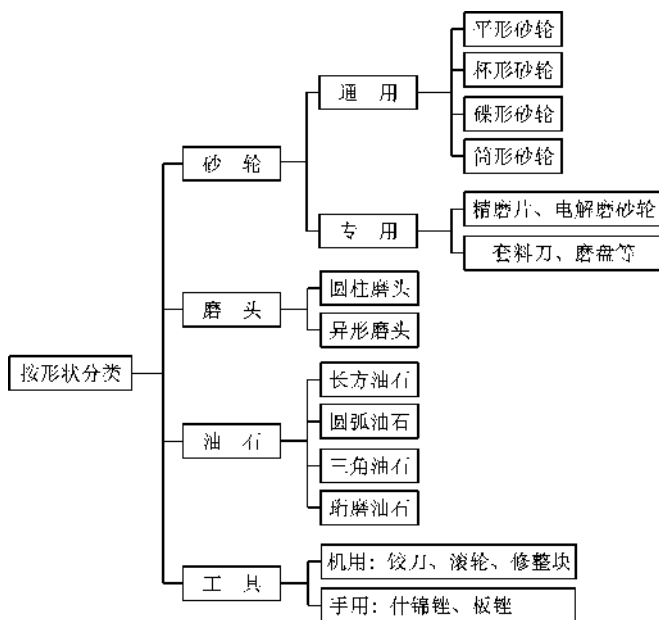 平形砂轮
杯形砂轮
通 用
碟形砂轮
筒形砂轮
砂 轮
精磨片、电解磨砂轮
专 用
套料刀、磨盘等
圆柱磨头
磨 头
异形磨头
按形状分类
长方油石
圆弧油石
油 石
三角油石
珩磨油石
机用：铰刀、滚轮、修整块
工 具
手用：什锦锉、板锉